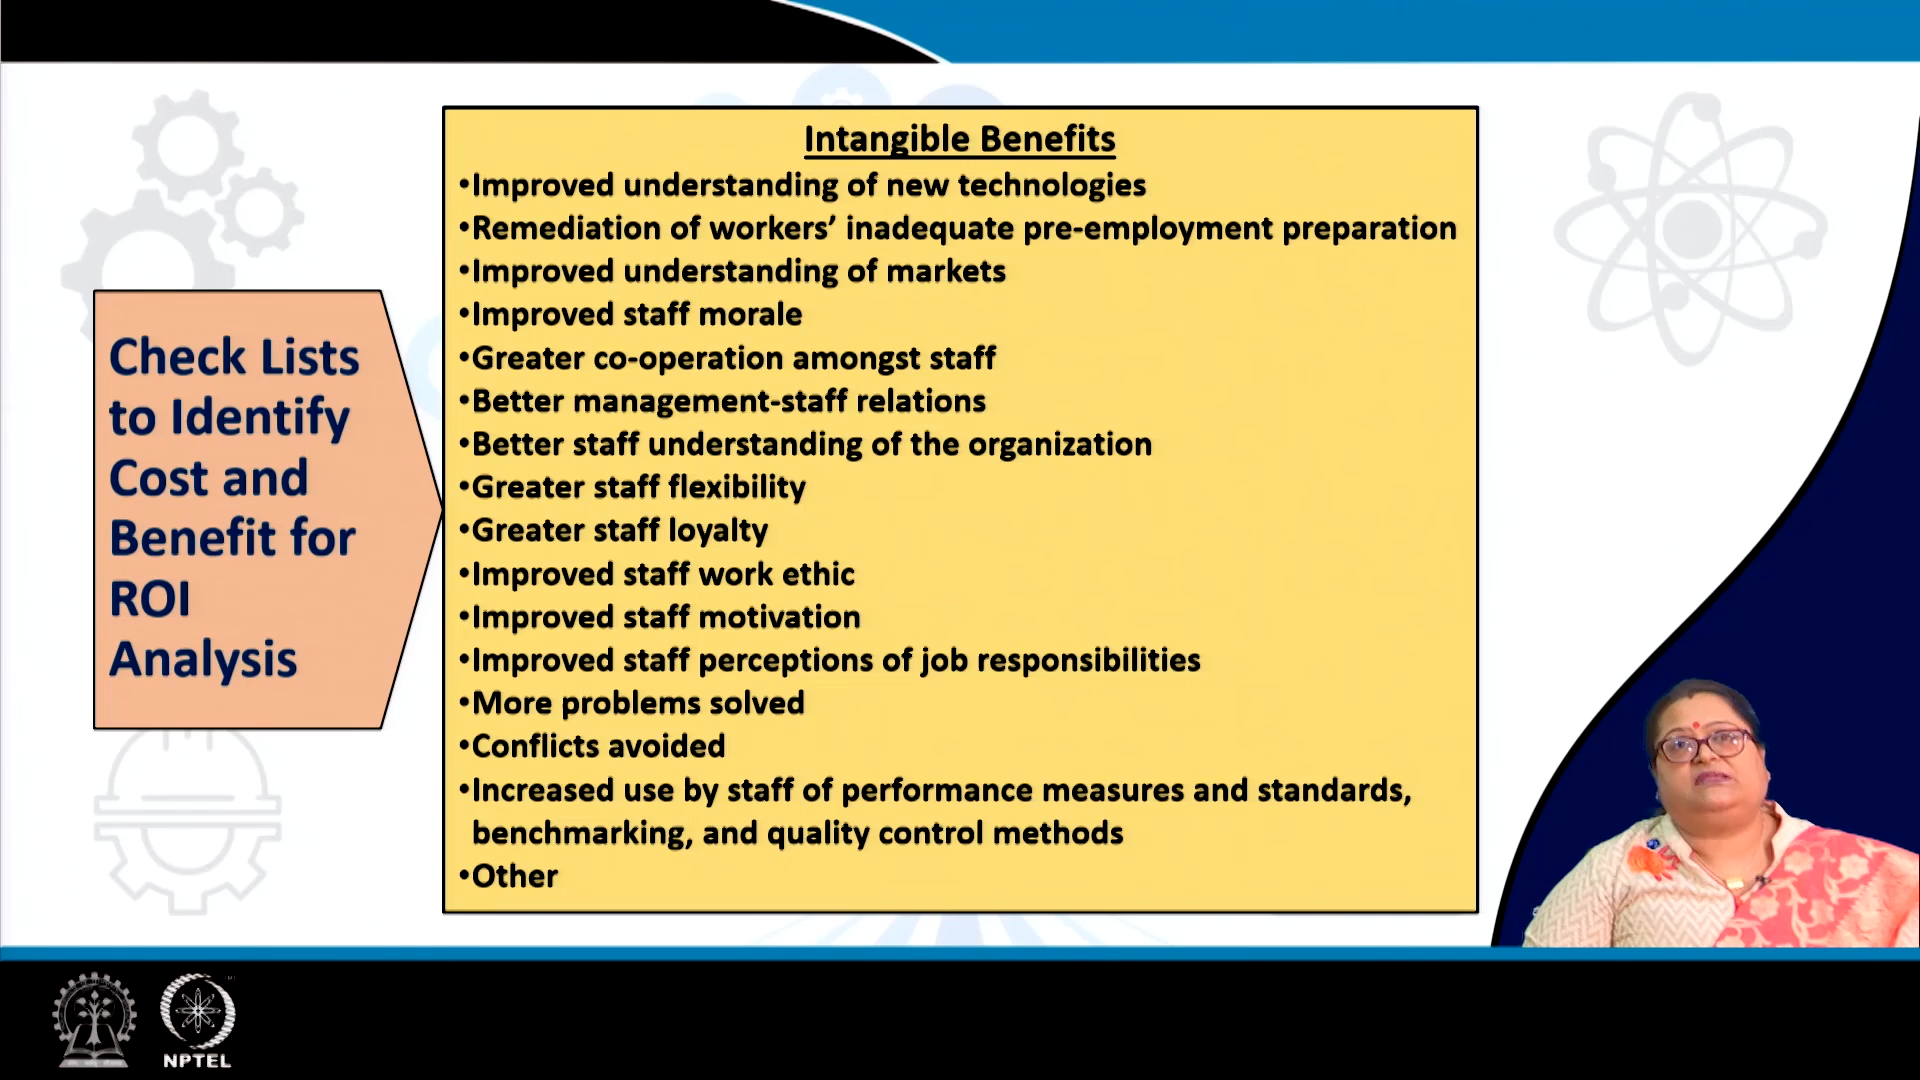 Intangible Benefits
•Improved understanding of new technologies
•Remediation of workers’ inadequate pre-employment preparation
•Improved understanding of markets
•Improved staff morale
•Greater co-operation amongst staff
•Better management-staff relations
•Better staff understanding of the organization
•Greater staff flexibility
•Greater staff loyalty
•Improved staff work ethic
•Improved staff motivation
•Improved staff perceptions of job responsibilities
•More problems solved
•Conflicts avoided
•Increased use by staff of performance measures and standards,
benchmarking, and quality control methods
•Other
Check Lists
to Identify
Cost and
Benefit for
ROI
Analysis
NPTEL